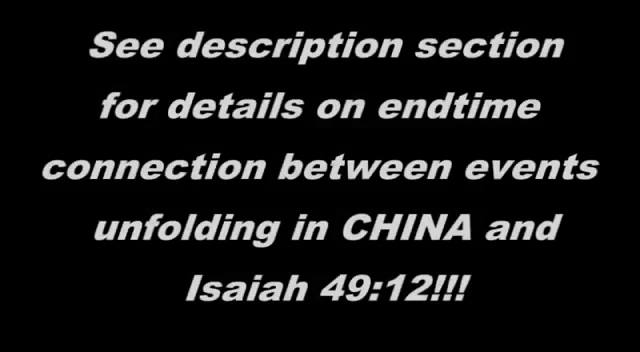 See description section
for details on endtime
connection between events
unfolding in CHINA and
Isaiah 49:12!!!